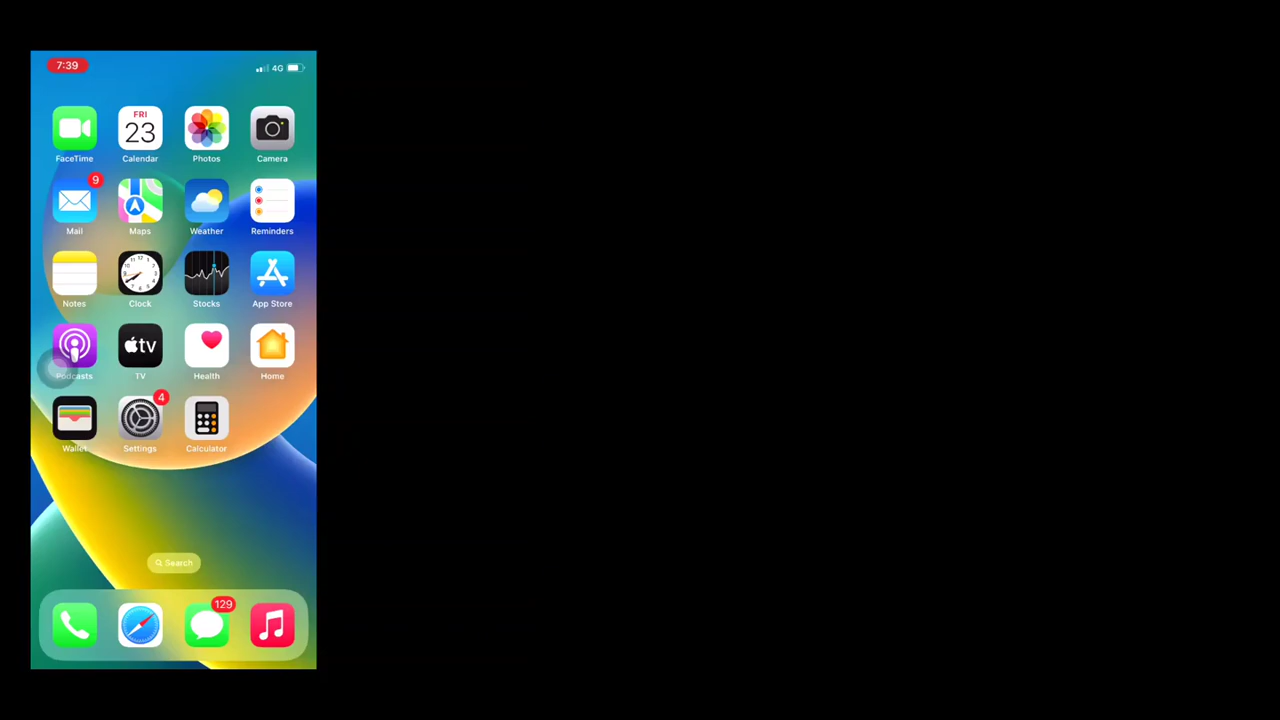 7:39
4G
FRI
23
FaceTime
Calendar
Photos
Camera
9
Mail
Maps
Weather
Reminders
Notes
Clock
Stocks
App Store
tv
Podcasts
TV
Health
Home
4
Wallet
Settings
Calculator
Search
129